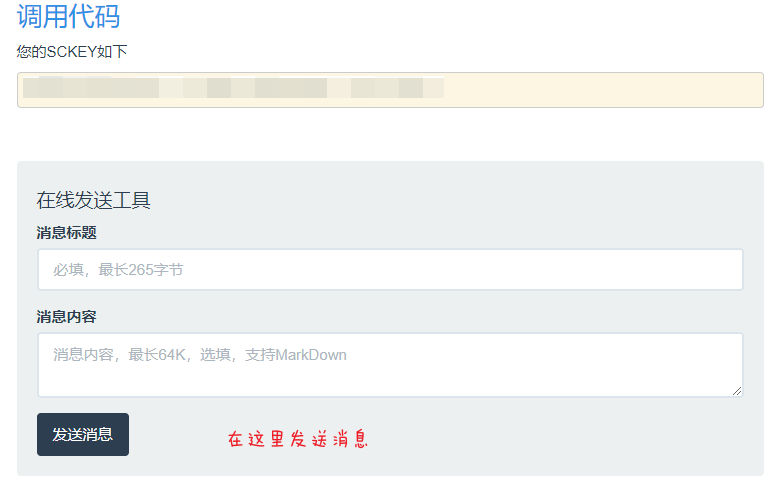 调用代码
您的SCKEY如下
在线发送工具
消息标题
必填，最长265字节
消息内容
消息内容，最长64K，选填，支持MarkDown
发送消息
在这里发送消息